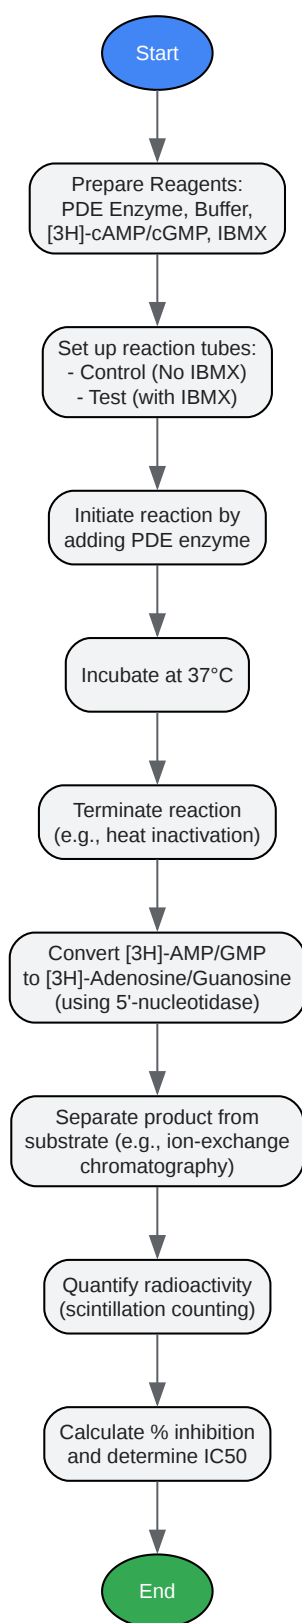 Start
Prepare Reagents:
PDE Enzyme, Buffer,
[3H]-cAMP/cGMP, IBMX
Set up reaction tubes:
- Control (No IBMX)
- Test (with IBMX)
Initiate reaction by
adding PDE enzyme
Incubate at 37°C
Terminate reaction
(e.g., heat inactivation)
Convert [3H]-AMP/GMP
to [3H]-Adenosine/Guanosine
(using 5'-nucleotidase)
Separate product from
substrate (e.g., ion-exchange
chromatography)
Quantify radioactivity
(scintillation counting)
Calculate % inhibition
and determine IC50
End